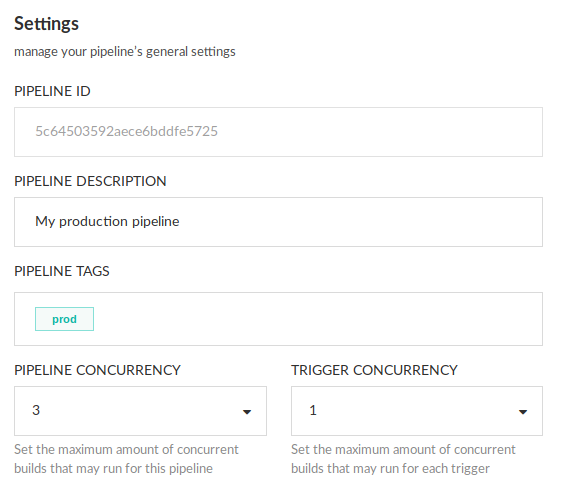 Settings
manage your pipeline's general settings
PIPELINE ID
5c64503592aece6bddfe5725
PIPELINE DESCRIPTION
My production pipeline
PIPELINE TAGS
prod
PIPELINE CONCURRENCY
TRIGGER CONCURRENCY
3
1
Set the maximum amount of concurrent
builds that may run for this pipeline
Set the maximum amount of concurrent
builds that may run for each trigger